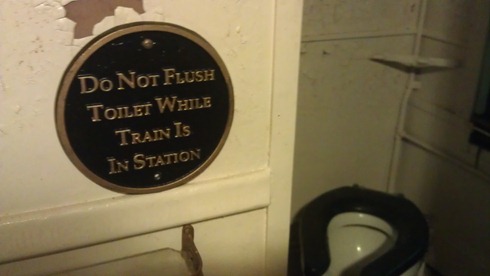 Do Not Flush
Toilet While
Train Is
In Station